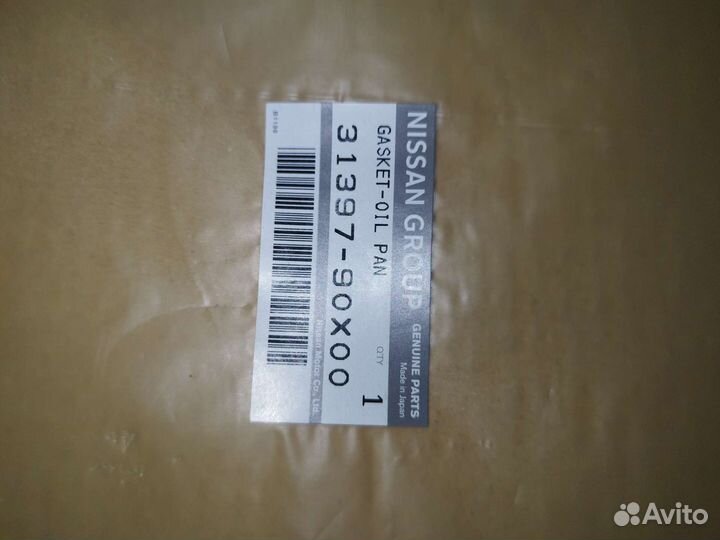 NISSAN GROUP GENUINE PARTS
Made in Japan
GASKET-OIL PAN
QTY 1
31397-90X00
Nissan Motor Co., Ltd.
Avito